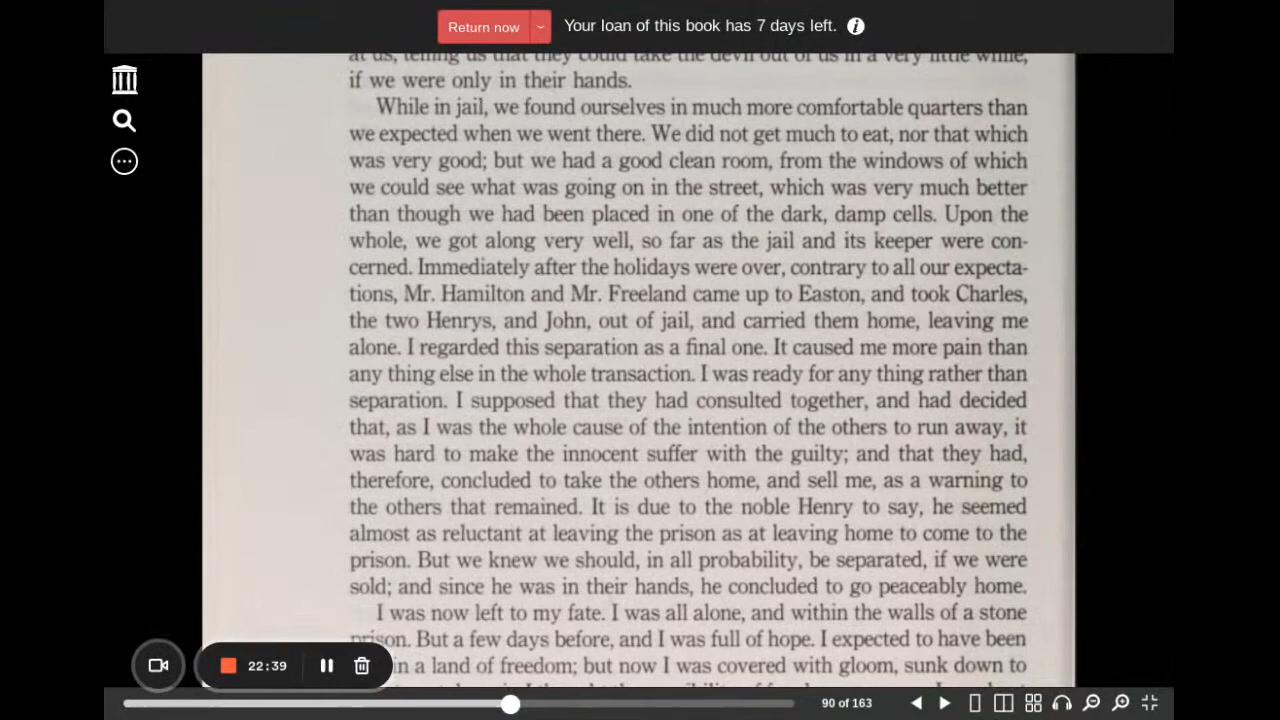 Return now
Your loan of this book has 7 days left.
at us, telling us that they could take the devil out of us in a very little while,
if we were only in their hands.
While in jail, we found ourselves in much more comfortable quarters than
we expected when we went there. We did not get much to eat, nor that which
was very good; but we had a good clean room, from the windows of which
we could see what was going on in the street, which was very much better
than though we had been placed in one of the dark, damp cells. Upon the
whole, we got along very well, so far as the jail and its keeper were con-
cerned. Immediately after the holidays were over, contrary to all our expecta-
tions, Mr. Hamilton and Mr. Freeland came up to Easton, and took Charles,
the two Henrys, and John, out of jail, and carried them home, leaving me
alone. I regarded this separation as a final one. It caused me more pain than
any thing else in the whole transaction. I was ready for any thing rather than
separation. I supposed that they had consulted together, and had decided
that, as I was the whole cause of the intention of the others to run away, it
was hard to make the innocent suffer with the guilty; and that they had,
therefore, concluded to take the others home, and sell me, as a warning to
the others that remained. It is due to the noble Henry to say, he seemed
almost as reluctant at leaving the prison as at leaving home to come to the
prison. But we knew we should, in all probability, be separated, if we were
sold; and since he was in their hands, he concluded to go peaceably home.
I was now left to my fate. I was all alone, and within the walls of a stone
prison. But a few days before, and I was full of hope. I expected to have been
in a land of freedom; but now I was covered with gloom, sunk down to
22:39
90 of 163